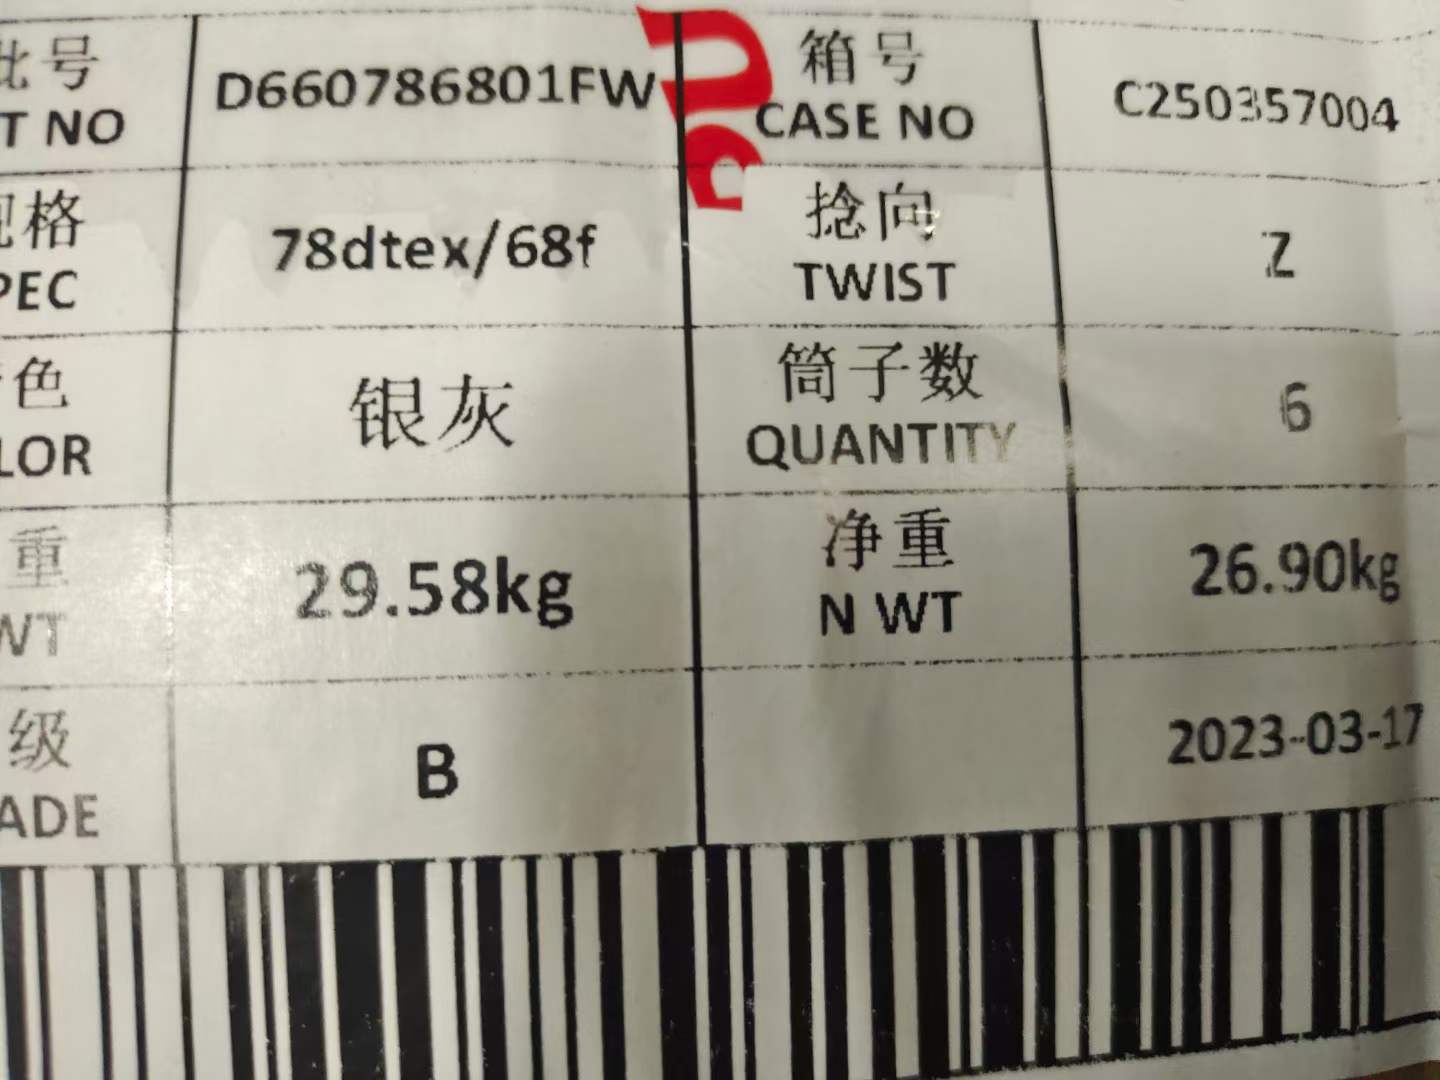 批号 D660786801FW 箱号 C250357004
T NO CASE NO
规格 78dtex/68f 捻向 Z
PEC TWIST
色 银灰 筒子数 6
LOR QUANTITY
重 29.58kg 净重 26.90kg
WT N WT
级 B 2023-03-17
ADE